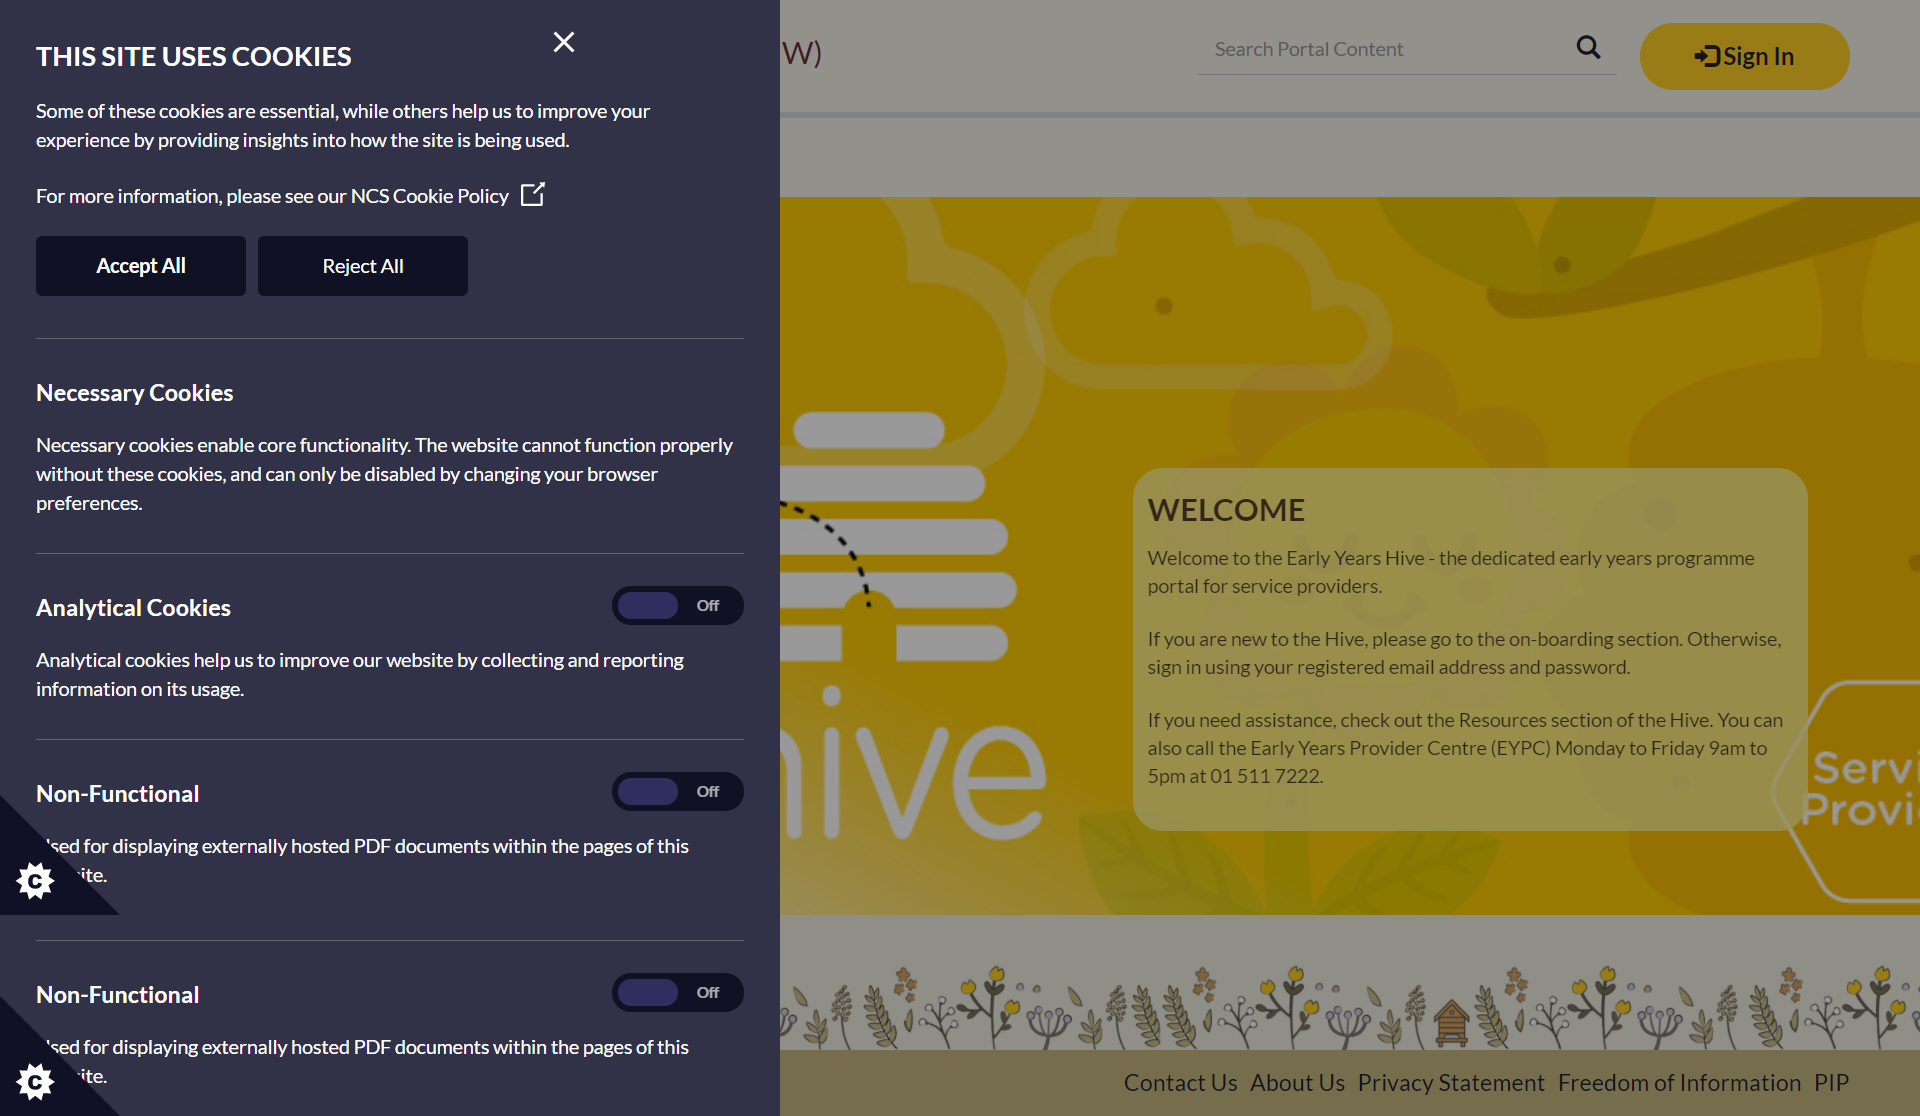 THIS SITE USES COOKIES
Some of these cookies are essential, while others help us to improve your
experience by providing insights into how the site is being used.
For more information, please see our NCS Cookie Policy
Accept All
Reject All
Necessary Cookies
Necessary cookies enable core functionality. The website cannot function properly
without these cookies, and can only be disabled by changing your browser
preferences.
Analytical Cookies
Off
Analytical cookies help us to improve our website by collecting and reporting
information on its usage.
Non-Functional
Off
sed for displaying externally hosted PDF documents within the pages of this
ite.
C
Non-Functional
Off
sed for displaying externally hosted PDF documents within the pages of this
ite.
C
W)
Search Portal Content
Sign In
hive
WELCOME
Welcome to the Early Years Hive - the dedicated early years programme
portal for service providers.
If you are new to the Hive, please go to the on-boarding section. Otherwise,
sign in using your registered email address and password.
If you need assistance, check out the Resources section of the Hive. You can
also call the Early Years Provider Centre (EYPC) Monday to Friday 9am to
5pm at 01 511 7222.
Servi
Provi
Contact Us About Us Privacy Statement Freedom of Information PIP